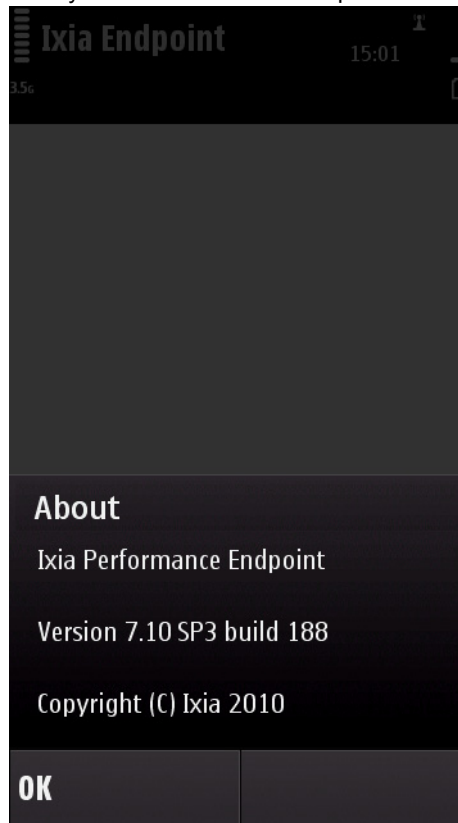 Ixia Endpoint
15:01
3.5G
About
Ixia Performance Endpoint
Version 7.10 SP3 build 188
Copyright (C) Ixia 2010
OK